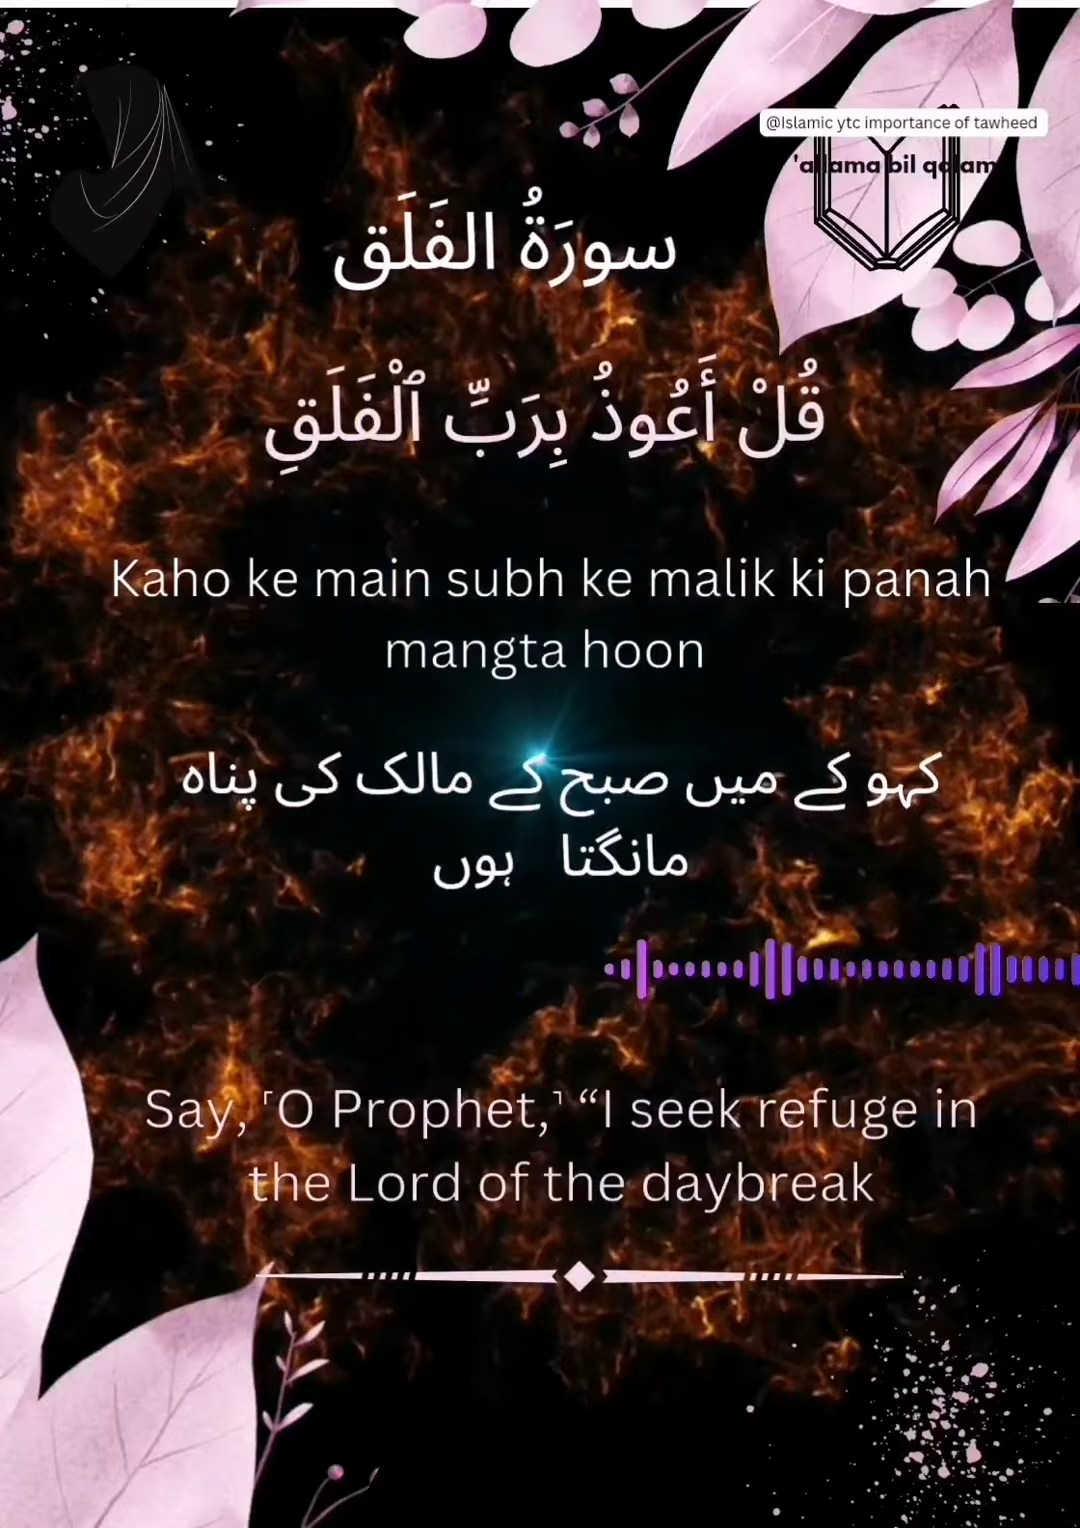 @Islamic ytc importance of tawheed
'allama bil qalam
سورَةُ الفَلَق
قُلْ أَعُوذُ بِرَبِّ ٱلْفَلَقِ
Kaho ke main subh ke malik ki panah
mangta hoon
کہو کے میں صبح کے مالک کی پناہ
مانگتا ہوں
Say, ˹O Prophet,˺ “I seek refuge in
the Lord of the daybreak